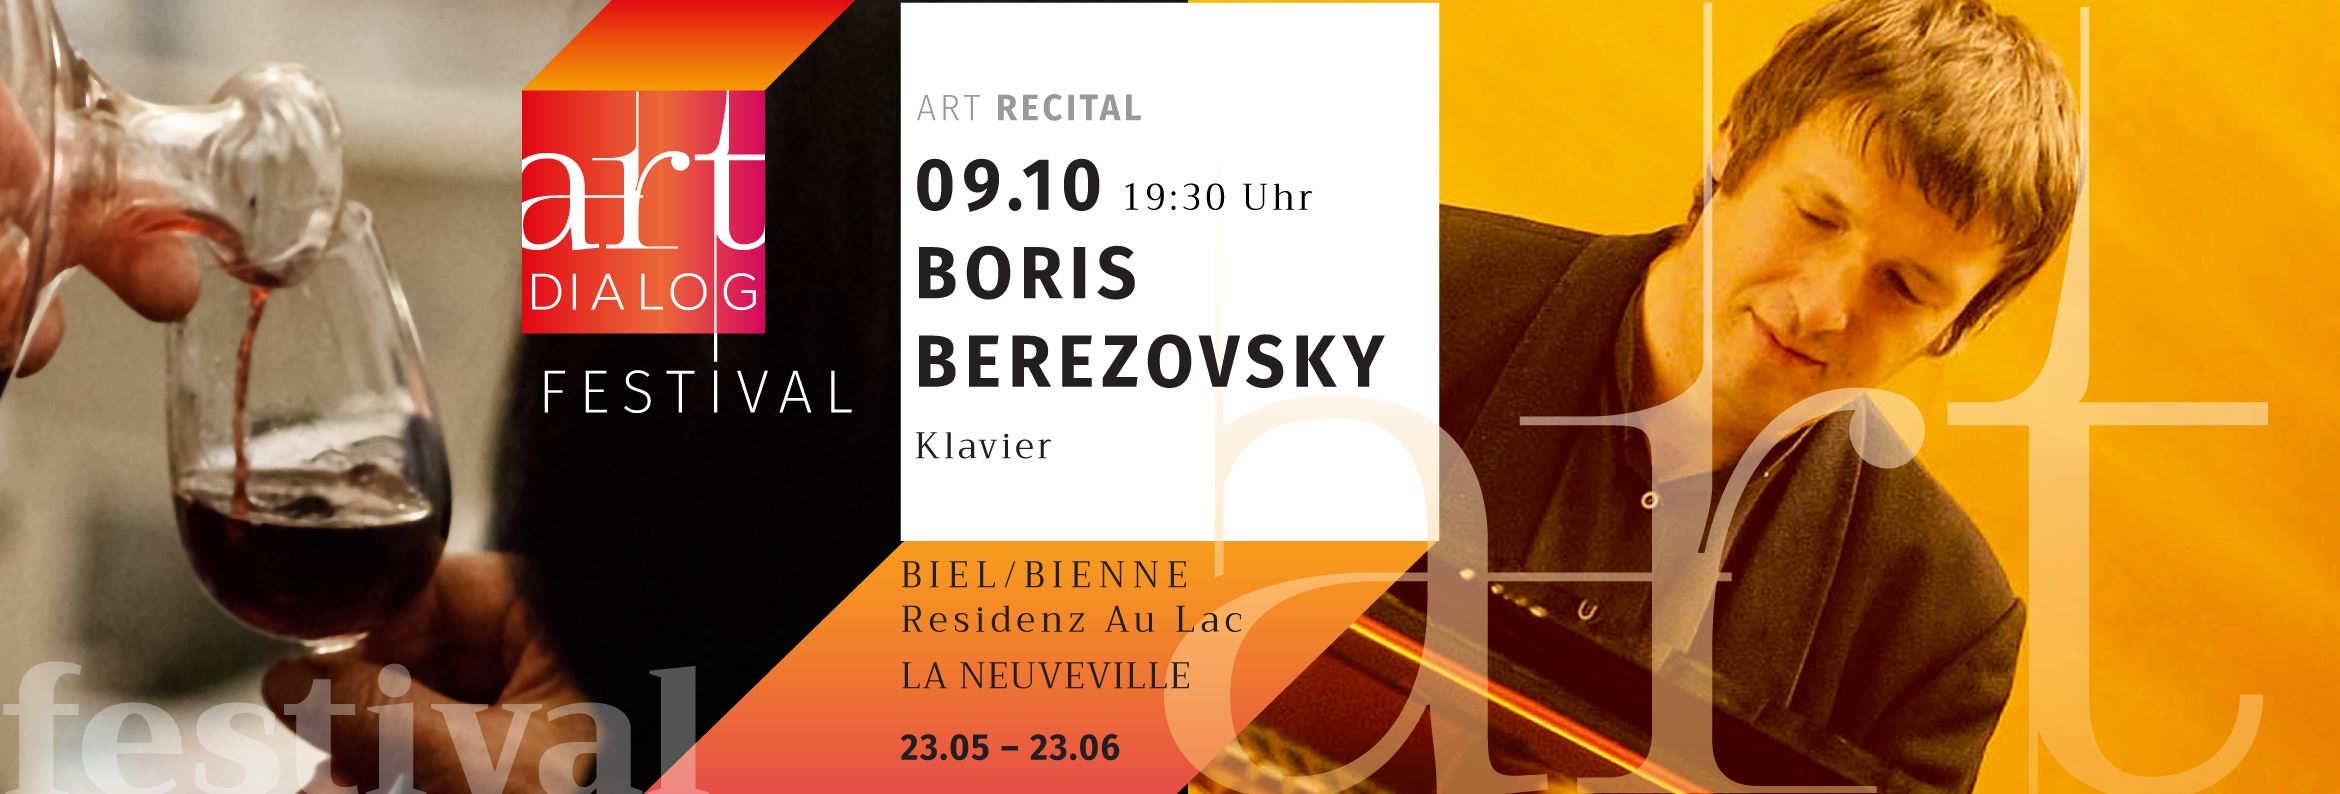 art
DIALOG
FESTIVAL
ART RECITAL
09.10 19:30 Uhr
BORIS
BEREZOVSKY
Klavier
BIEL/BIENNE
Residenz Au Lac
LA NEUVEVILLE
23.05 – 23.06
festival
art